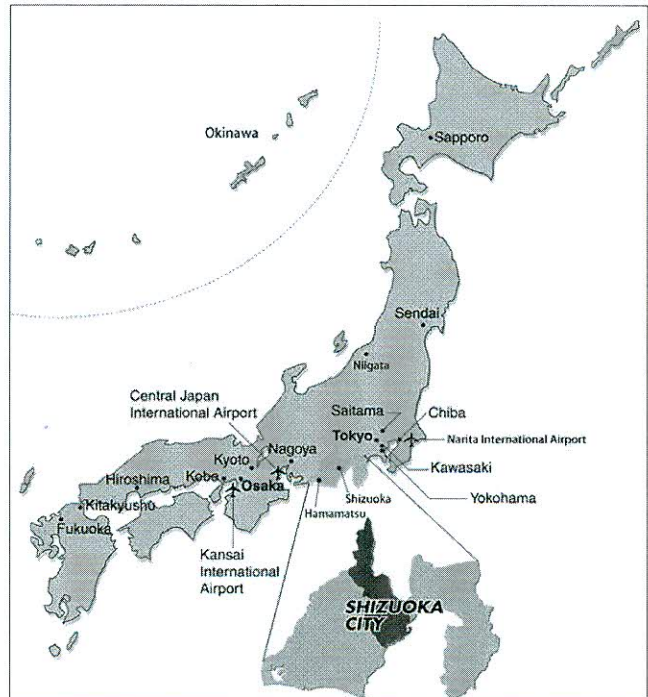 Okinawa
Sapporo
Sendai
Niigata
Central Japan
International Airport
Saitama
Chiba
Tokyo
Narita International Airport
Kyoto
Nagoya
Kawasaki
Hiroshima
Kobe
Osaka
Yokohama
Shizuoka
Kitakyushu
Hamamatsu
Fukuoka
Kansai
International
Airport
SHIZUOKA
CITY